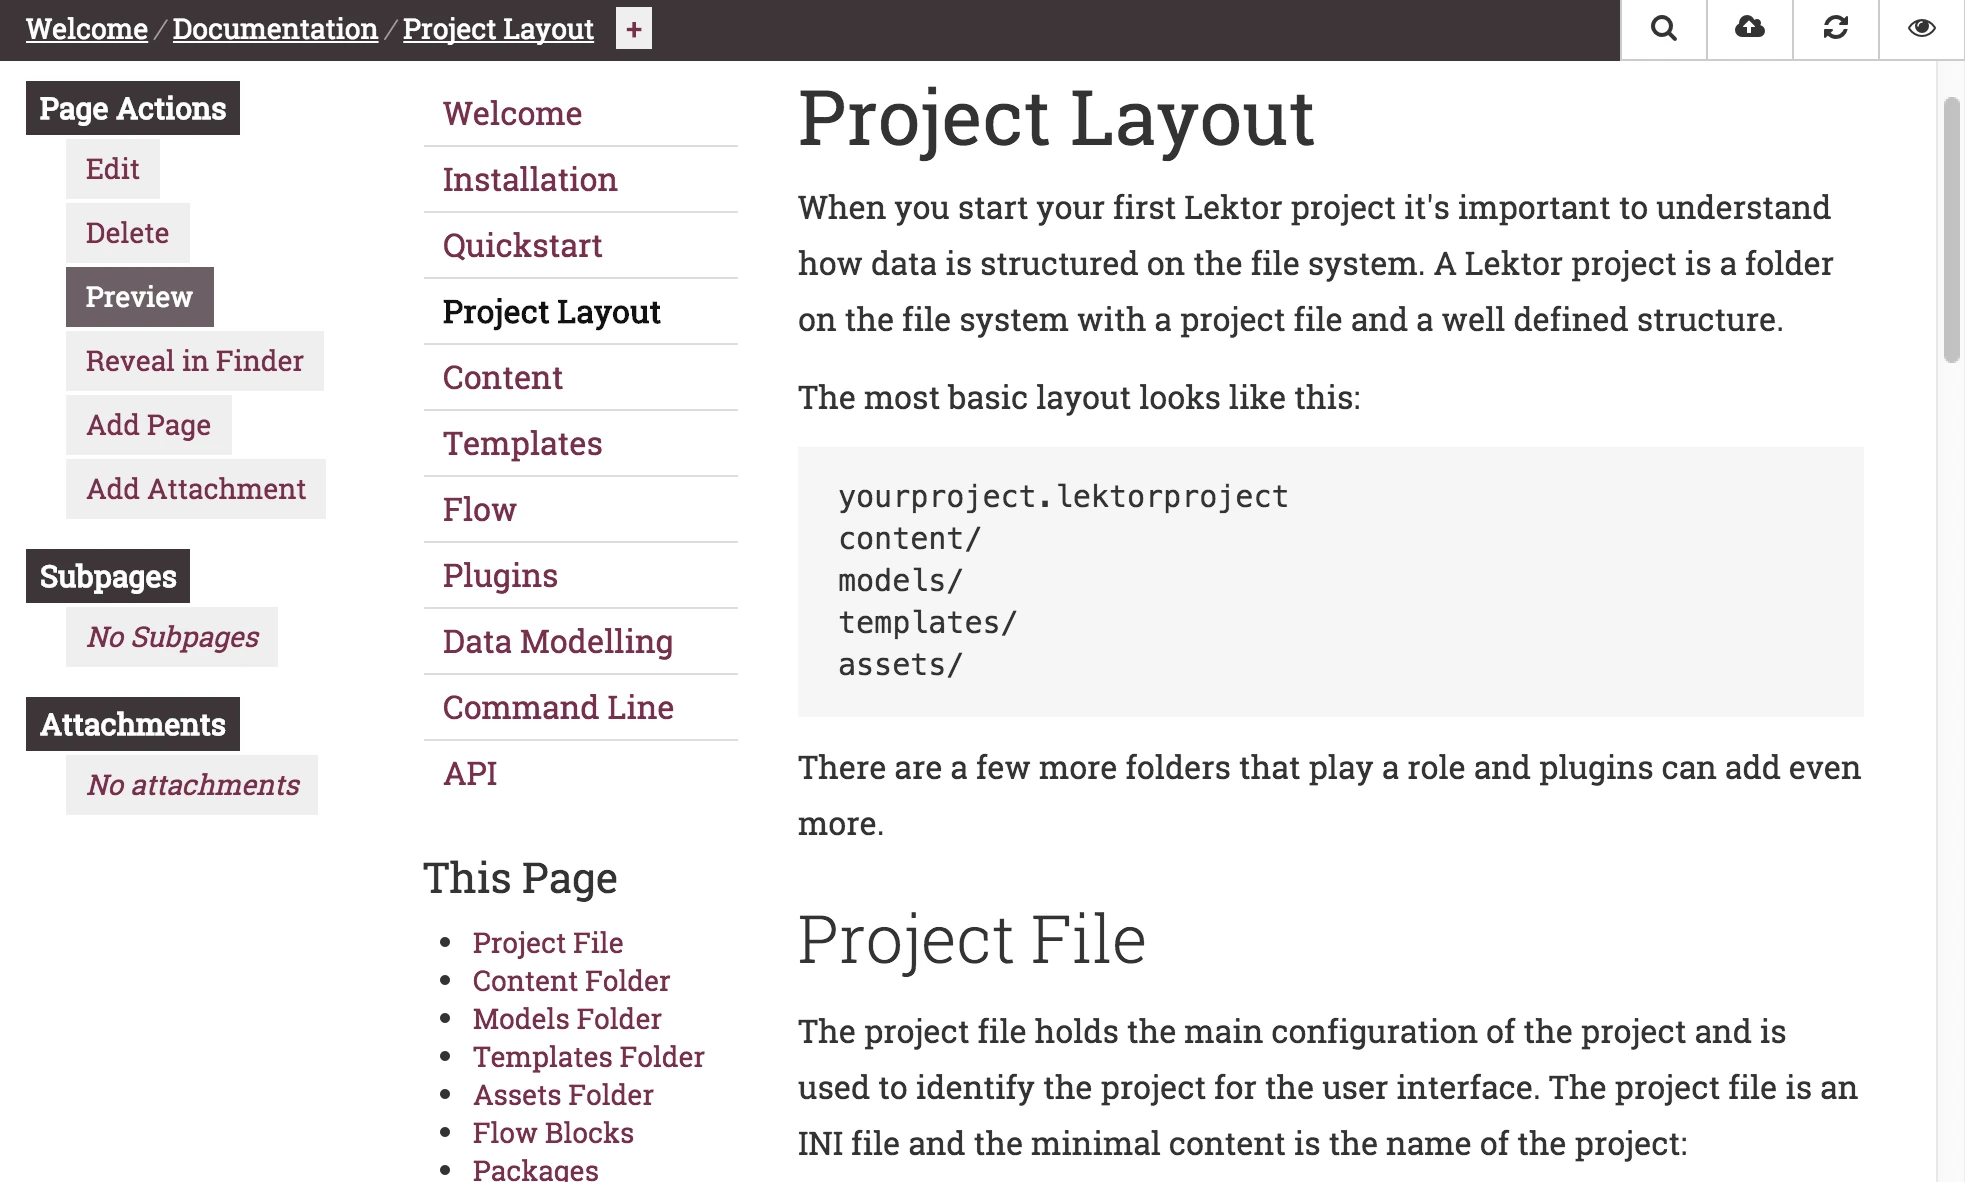 Welcome / Documentation / Project Layout +
Page Actions
Edit
Delete
Preview
Reveal in Finder
Add Page
Add Attachment
Subpages
No Subpages
Attachments
No attachments
Welcome
Installation
Quickstart
Project Layout
Content
Templates
Flow
Plugins
Data Modelling
Command Line
API
This Page
Project File
Content Folder
Models Folder
Templates Folder
Assets Folder
Flow Blocks
Packages
Project Layout
When you start your first Lektor project it's important to understand
how data is structured on the file system. A Lektor project is a folder
on the file system with a project file and a well defined structure.
The most basic layout looks like this:
yourproject.lektorproject
content/
models/
templates/
assets/
There are a few more folders that play a role and plugins can add even
more.
Project File
The project file holds the main configuration of the project and is
used to identify the project for the user interface. The project file is an
INI file and the minimal content is the name of the project: